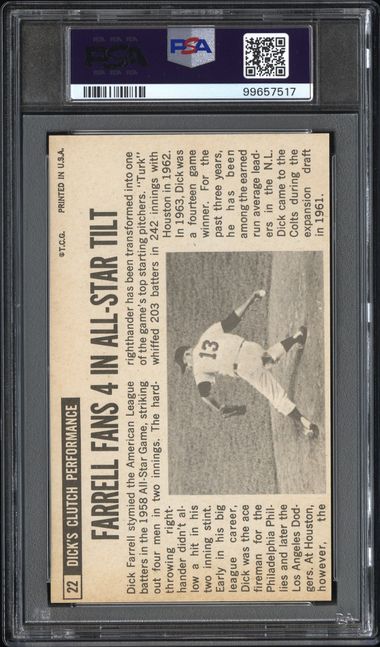 PSA
PSA
99657517
22 DICK'S CLUTCH PERFORMANCE
©T.C.G. PRINTED IN U.S.A.
FARRELL FANS 4 IN ALL-STAR TILT
Dick Farrell stymied the American League
batters in the 1958 All-Star Game, striking
out four men in two innings. The hard-
throwing right-
hander didn't al-
low a hit in his
two inning stint.
Early in his big
league career,
Dick was the ace
fireman for the
Philadelphia Phil-
lies and later the
Los Angeles Dod-
gers. At Houston,
however, the
righthander has been transformed into one
of the game's top starting pitchers. "Turk"
whiffed 203 batters in 242 innings with
Houston in 1962.
In 1963, Dick was
a fourteen game
winner. For the
past three years,
he has been
among the earned
run average lead-
ers in the N.L.
Dick came to the
Colts during the
expansion draft
in 1961.
13